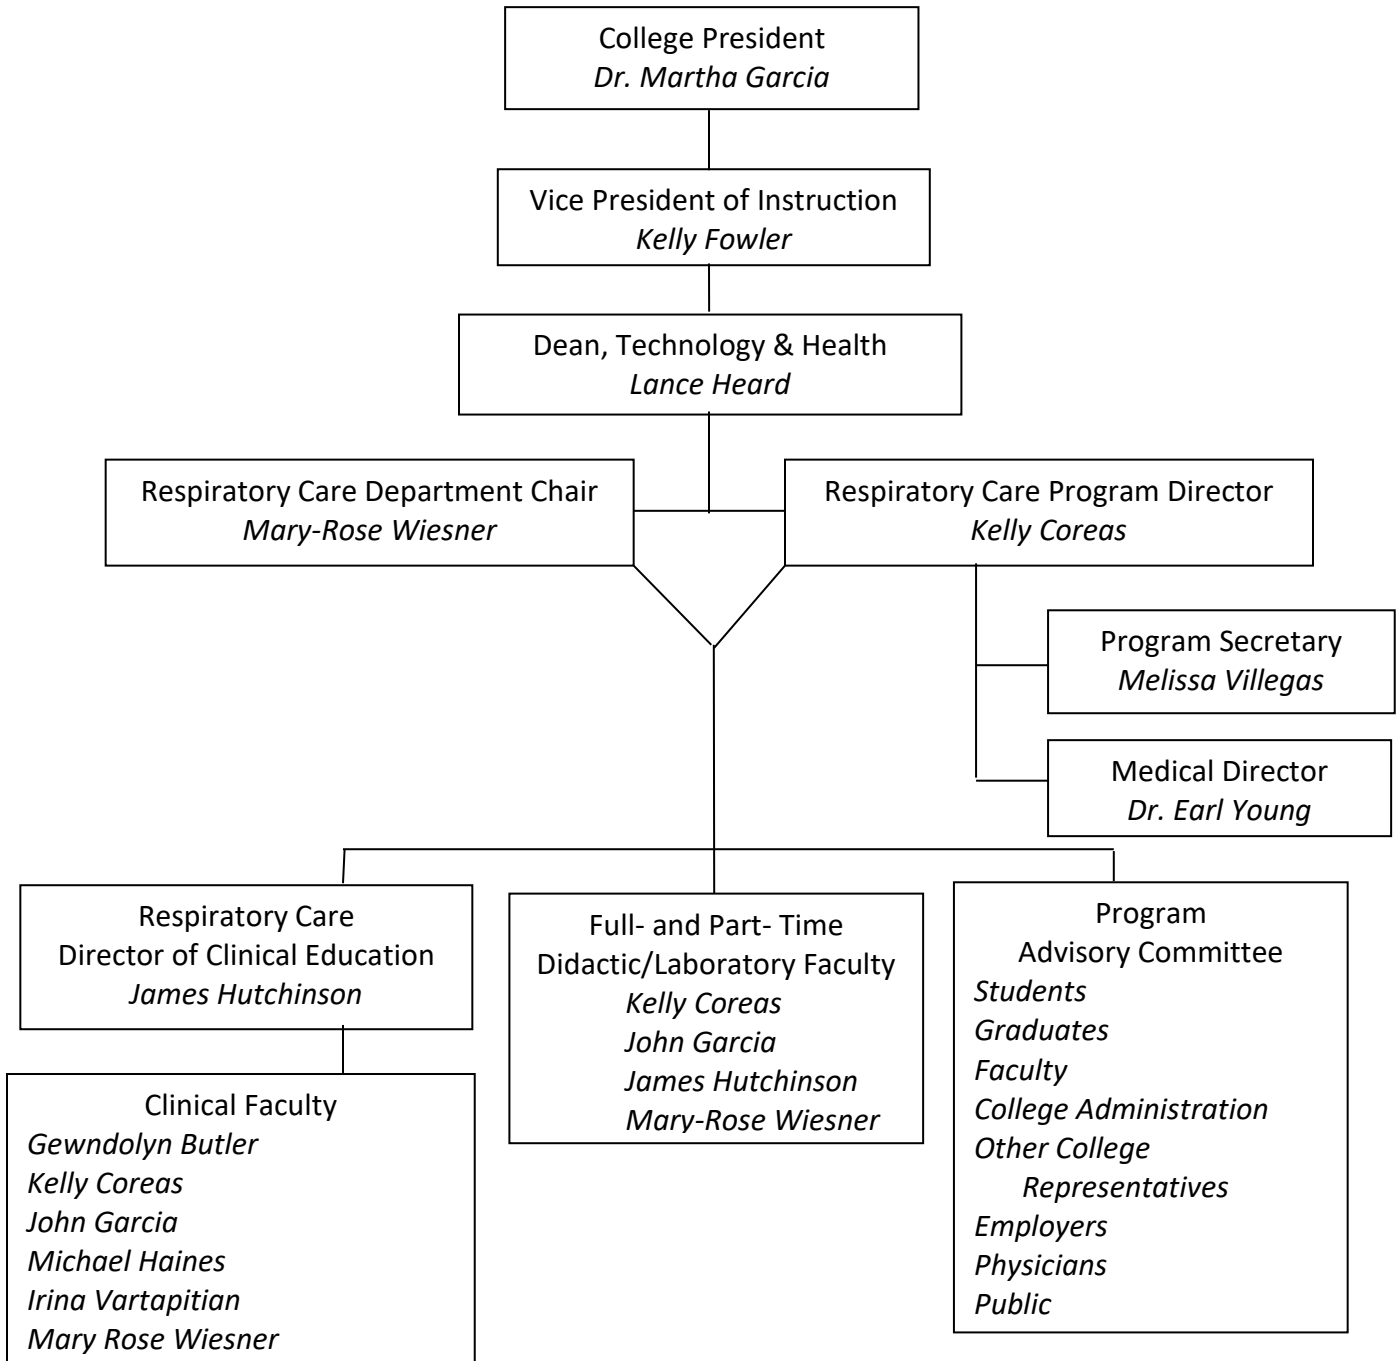 College President
Dr. Martha Garcia
Vice President of Instruction
Kelly Fowler
Dean, Technology & Health
Lance Heard
Respiratory Care Department Chair
Mary-Rose Wiesner
Respiratory Care Program Director
Kelly Coreas
Program Secretary
Melissa Villegas
Medical Director
Dr. Earl Young
Respiratory Care
Director of Clinical Education
James Hutchinson
Clinical Faculty
Gewndolyn Butler
Kelly Coreas
John Garcia
Michael Haines
Irina Vartapitian
Mary Rose Wiesner
Full- and Part- Time
Didactic/Laboratory Faculty
Kelly Coreas
John Garcia
James Hutchinson
Mary-Rose Wiesner
Program
Advisory Committee
Students
Graduates
Faculty
College Administration
Other College
Representatives
Employers
Physicians
Public